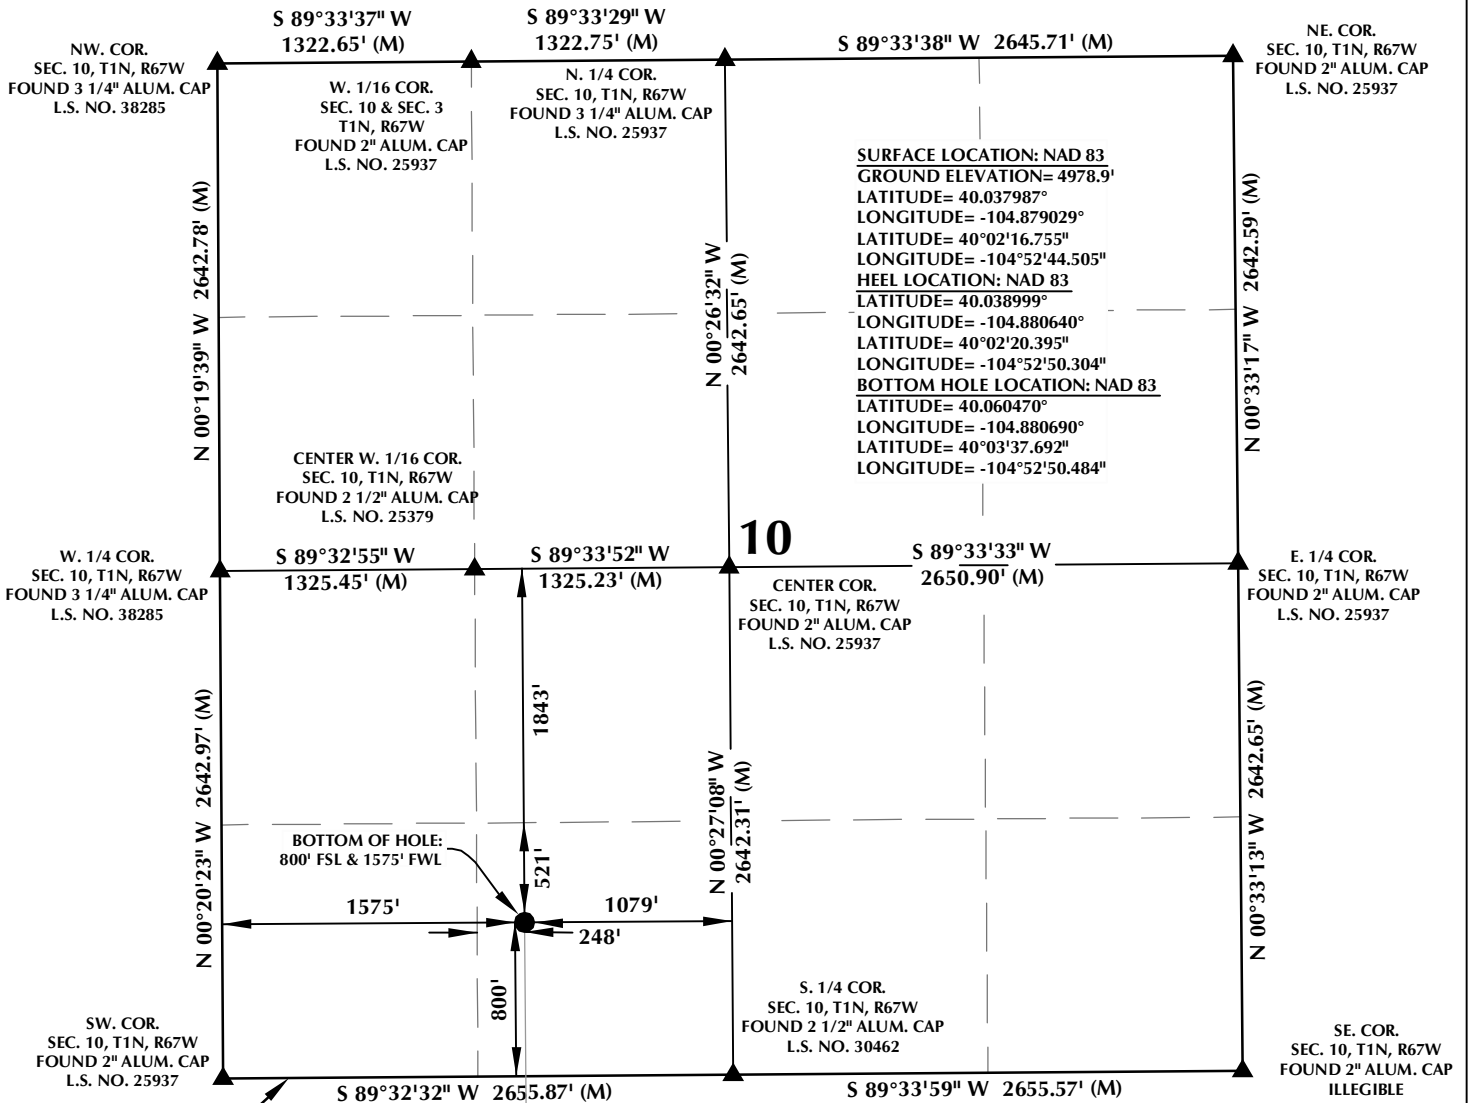 S 89°33'37" W
1322.65' (M)
S 89°33'29" W
1322.75' (M)
S 89°33'38" W 2645.71' (M)
NW. COR.
SEC. 10, T1N, R67W
FOUND 3 1/4" ALUM. CAP
L.S. NO. 38285
W. 1/16 COR.
SEC. 10 & SEC. 3
T1N, R67W
FOUND 2" ALUM. CAP
L.S. NO. 25937
N. 1/4 COR.
SEC. 10, T1N, R67W
FOUND 3 1/4" ALUM. CAP
L.S. NO. 25937
NE. COR.
SEC. 10, T1N, R67W
FOUND 2" ALUM. CAP
L.S. NO. 25937
SURFACE LOCATION: NAD 83
GROUND ELEVATION= 4978.9'
LATITUDE= 40.037987°
LONGITUDE= -104.879029°
LATITUDE= 40°02'16.755"
LONGITUDE= -104°52'44.505"
HEEL LOCATION: NAD 83
LATITUDE= 40.038999°
LONGITUDE= -104.880640°
LATITUDE= 40°02'20.395"
LONGITUDE= -104°52'50.304"
BOTTOM HOLE LOCATION: NAD 83
LATITUDE= 40.060470°
LONGITUDE= -104.880690°
LATITUDE= 40°03'37.692"
LONGITUDE= -104°52'50.484"
N 00°19'39" W 2642.78' (M)
N 00°26'32" W
2642.65' (M)
N 00°33'17" W 2642.59' (M)
CENTER W. 1/16 COR.
SEC. 10, T1N, R67W
FOUND 2 1/2" ALUM. CAP
L.S. NO. 25379
10
W. 1/4 COR.
SEC. 10, T1N, R67W
FOUND 3 1/4" ALUM. CAP
L.S. NO. 38285
S 89°32'55" W
1325.45' (M)
S 89°33'52" W
1325.23' (M)
S 89°33'33" W
2650.90' (M)
CENTER COR.
SEC. 10, T1N, R67W
FOUND 2" ALUM. CAP
L.S. NO. 25937
E. 1/4 COR.
SEC. 10, T1N, R67W
FOUND 2" ALUM. CAP
L.S. NO. 25937
N 00°20'23" W 2642.97' (M)
1843'
N 00°27'08" W
2642.31' (M)
N 00°33'13" W 2642.65' (M)
BOTTOM OF HOLE:
800' FSL & 1575' FWL
521'
1575'
1079'
248'
800'
SW. COR.
SEC. 10, T1N, R67W
FOUND 2" ALUM. CAP
L.S. NO. 25937
S. 1/4 COR.
SEC. 10, T1N, R67W
FOUND 2 1/2" ALUM. CAP
L.S. NO. 30462
SE. COR.
SEC. 10, T1N, R67W
FOUND 2" ALUM. CAP
ILLEGIBLE
S 89°32'32" W 2655.87' (M)
S 89°33'59" W 2655.57' (M)